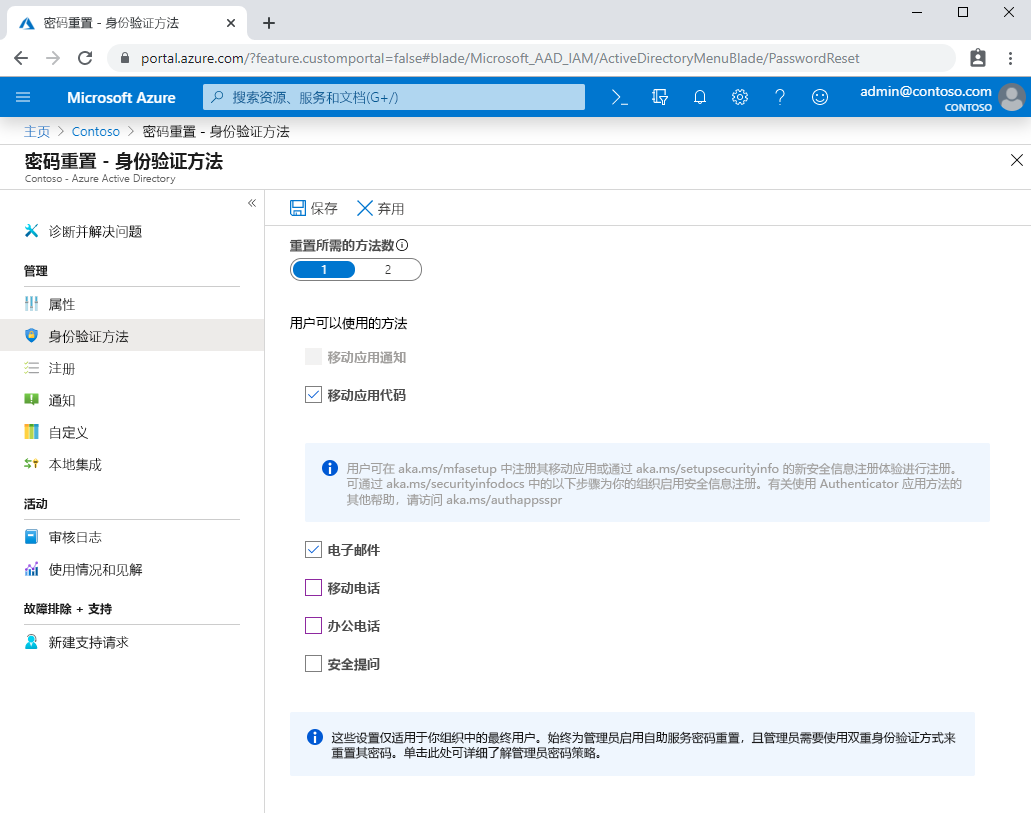 密码重置 - 身份验证方法
portal.azure.com/?feature.customportal=false#blade/Microsoft_AAD_IAM/ActiveDirectoryMenuBlade/PasswordReset
Microsoft Azure
搜索资源、服务和文档(G+/)
admin@contoso.com
CONTOSO
主页 > Contoso > 密码重置 - 身份验证方法
密码重置 - 身份验证方法
Contoso - Azure Active Directory
诊断并解决问题
管理
属性
身份验证方法
注册
通知
自定义
本地集成
活动
审核日志
使用情况和见解
故障排除 + 支持
新建支持请求
保存 弃用
重置所需的方法数
1 2
用户可以使用的方法
移动应用通知
移动应用代码
用户可在 aka.ms/mfasetup 中注册其移动应用或通过 aka.ms/setupsecurityinfo 的新安全信息注册体验进行注册。
可通过 aka.ms/securityinfodocs 中的以下步骤为你的组织启用安全信息注册。有关使用 Authenticator 应用方法的
其他帮助，请访问 aka.ms/authappsspr
电子邮件
移动电话
办公电话
安全提问
这些设置仅适用于你组织中的最终用户。始终为管理员启用自助服务密码重置，且管理员需要使用双重身份验证方式来
重置其密码。单击此处可详细了解管理员密码策略。